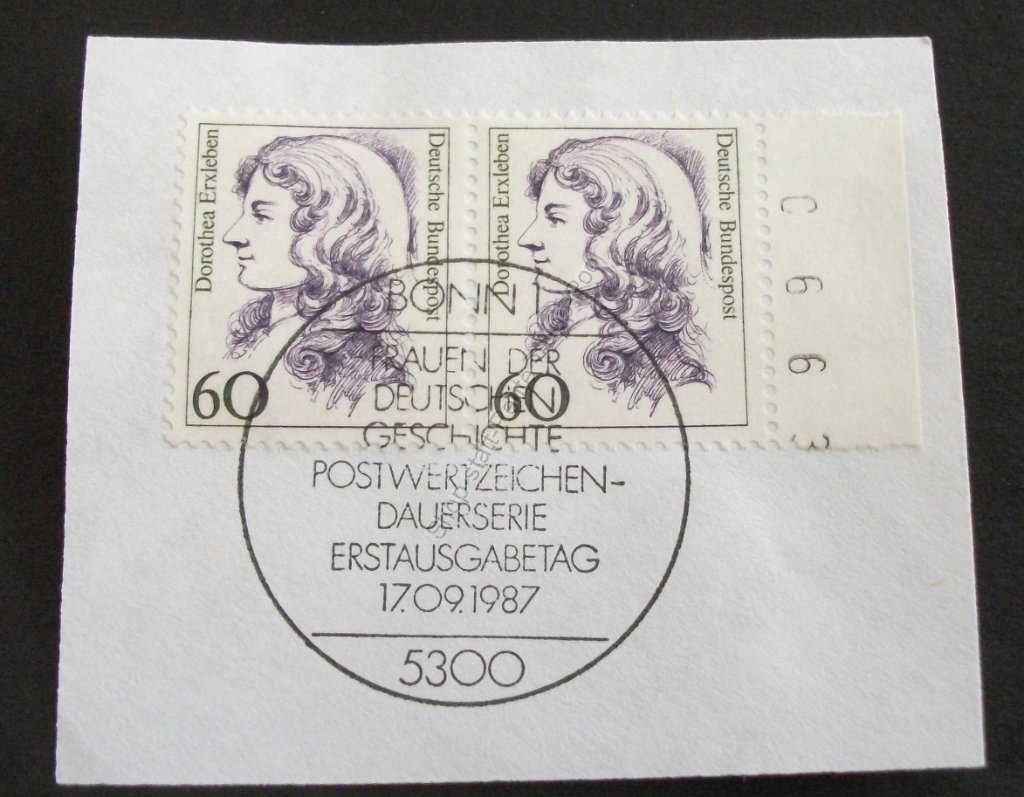 Dorothea Erxleben
Deutsche Bundespost
60
Dorothea Erxleben
Deutsche Bundespost
60
C 6 6
BONN 1
FRAUEN DER
DEUTSCHEN
GESCHICHTE
POSTWERTZEICHEN-
DAUERSERIE
ERSTAUSGABETAG
17.09.1987
5300